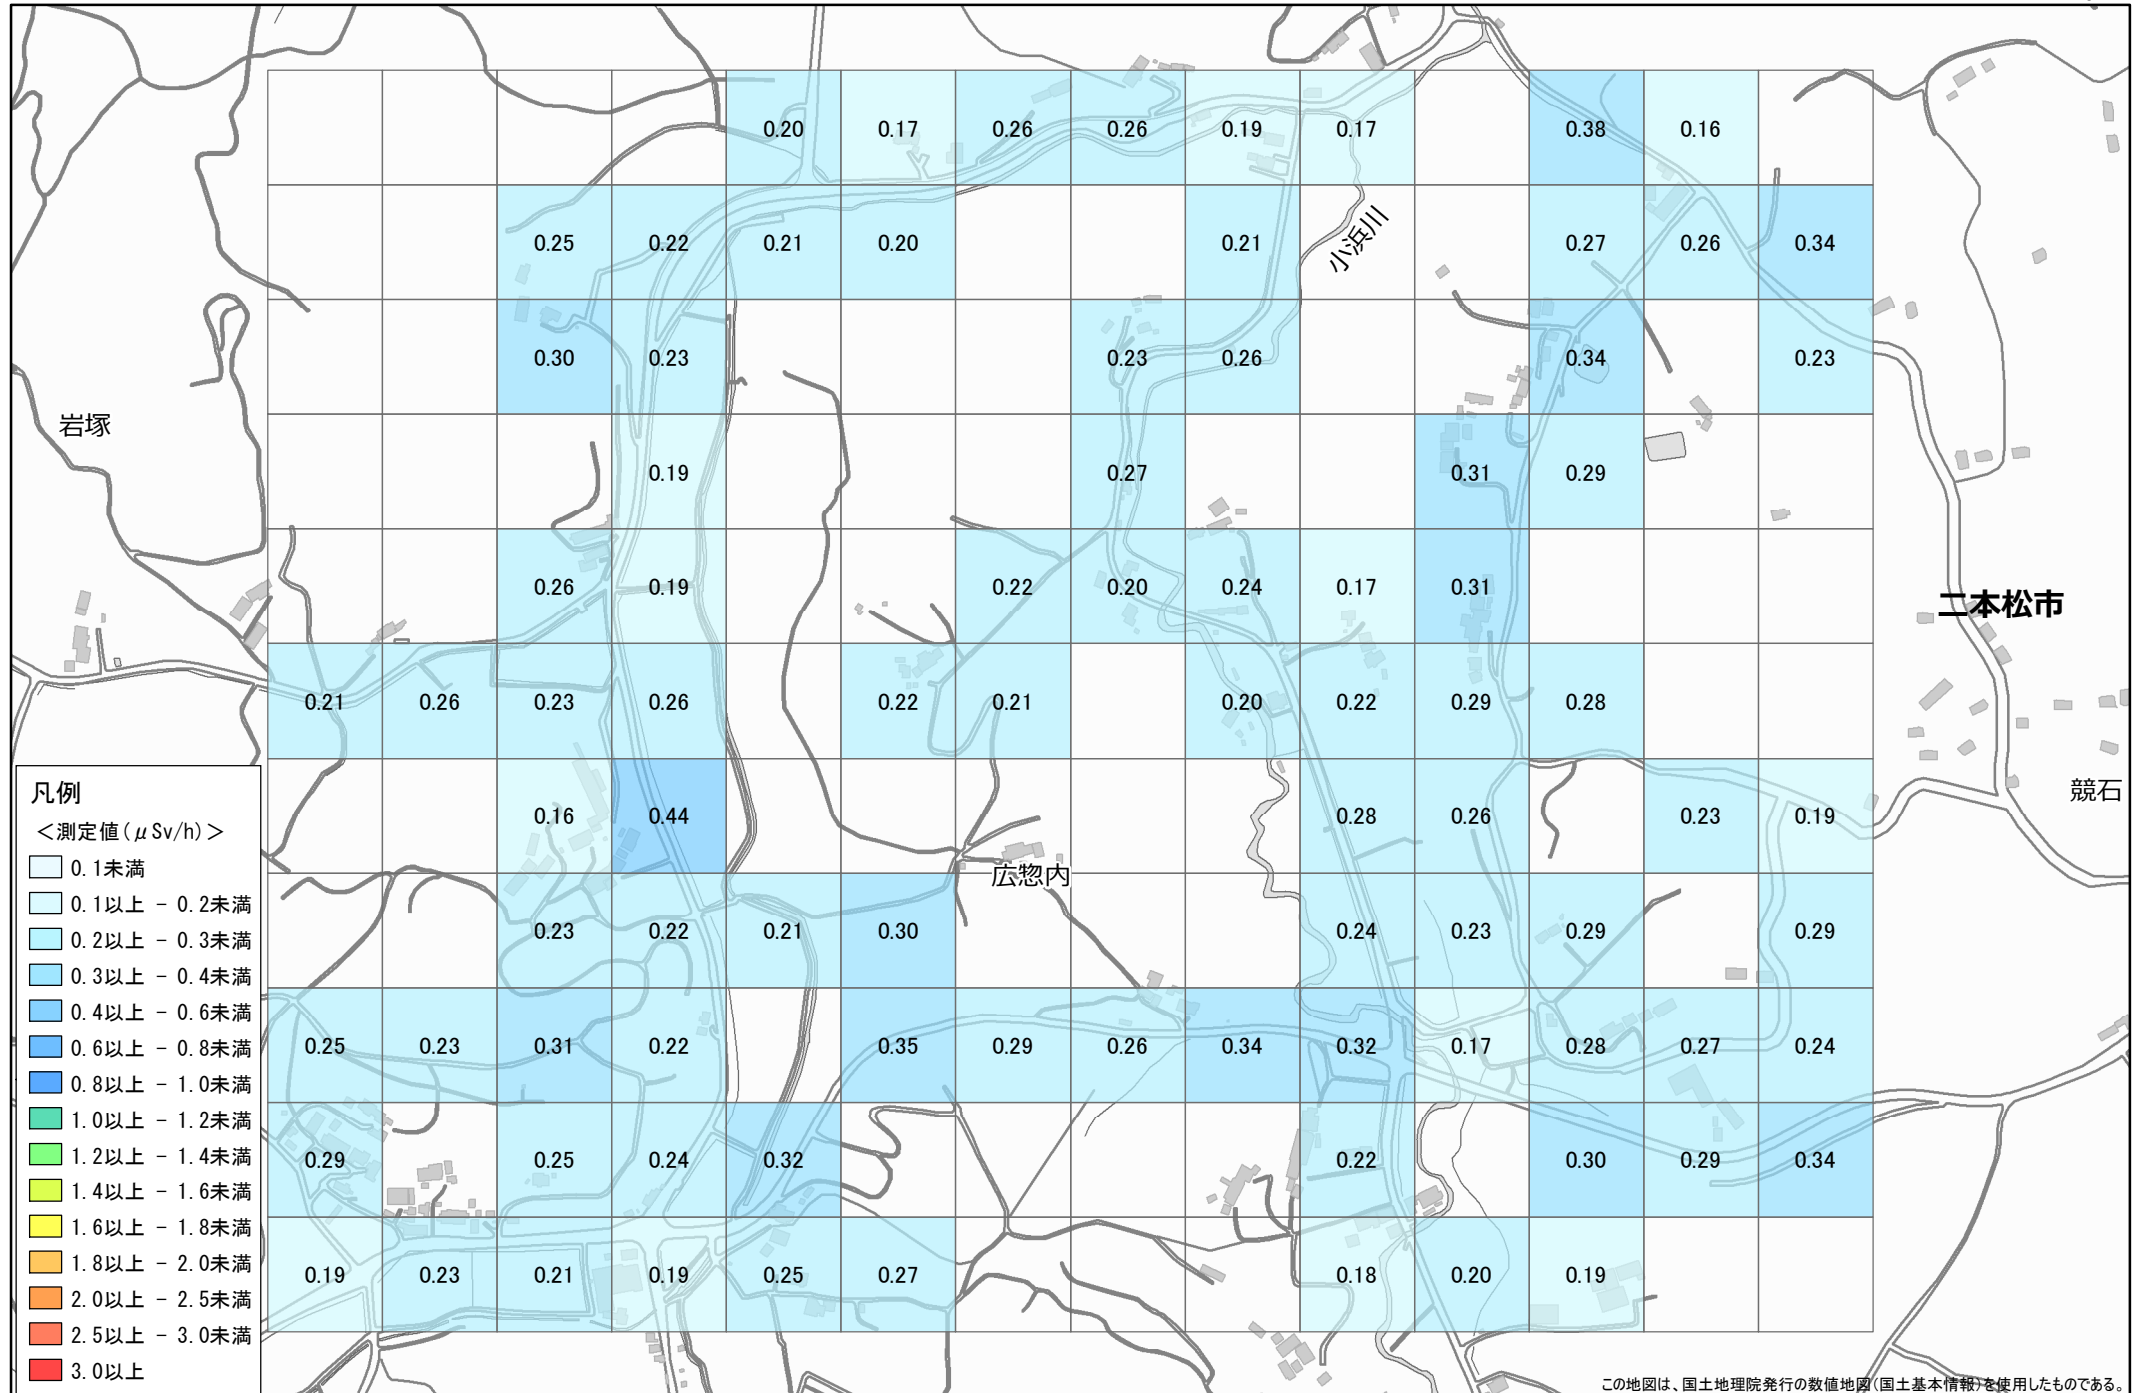 0.20 0.17 0.26 0.26 0.19 0.17 0.38 0.16
0.25 0.22 0.21 0.20 0.21 小浜川 0.27 0.26 0.34
0.30 0.23 0.23 0.26 0.34 0.23
岩塚
0.19 0.27 0.31 0.29
0.26 0.19 0.22 0.20 0.24 0.17 0.31
二本松市
0.21 0.26 0.23 0.26 0.22 0.21 0.20 0.22 0.29 0.28
競石
0.16 0.44 0.28 0.26 0.23 0.19
広惣内
0.23 0.22 0.21 0.30 0.24 0.23 0.29 0.29
0.25 0.23 0.31 0.22 0.35 0.29 0.26 0.34 0.32 0.17 0.28 0.27 0.24
0.29 0.25 0.24 0.32 0.22 0.30 0.29 0.34
0.19 0.23 0.21 0.19 0.25 0.27 0.18 0.20 0.19
凡例
＜測定値(μSv/h)＞
0.1未満
0.1以上 － 0.2未満
0.2以上 － 0.3未満
0.3以上 － 0.4未満
0.4以上 － 0.6未満
0.6以上 － 0.8未満
0.8以上 － 1.0未満
1.0以上 － 1.2未満
1.2以上 － 1.4未満
1.4以上 － 1.6未満
1.6以上 － 1.8未満
1.8以上 － 2.0未満
2.0以上 － 2.5未満
2.5以上 － 3.0未満
3.0以上
この地図は、国土地理院発行の数値地図(国土基本情報)を使用したものである。